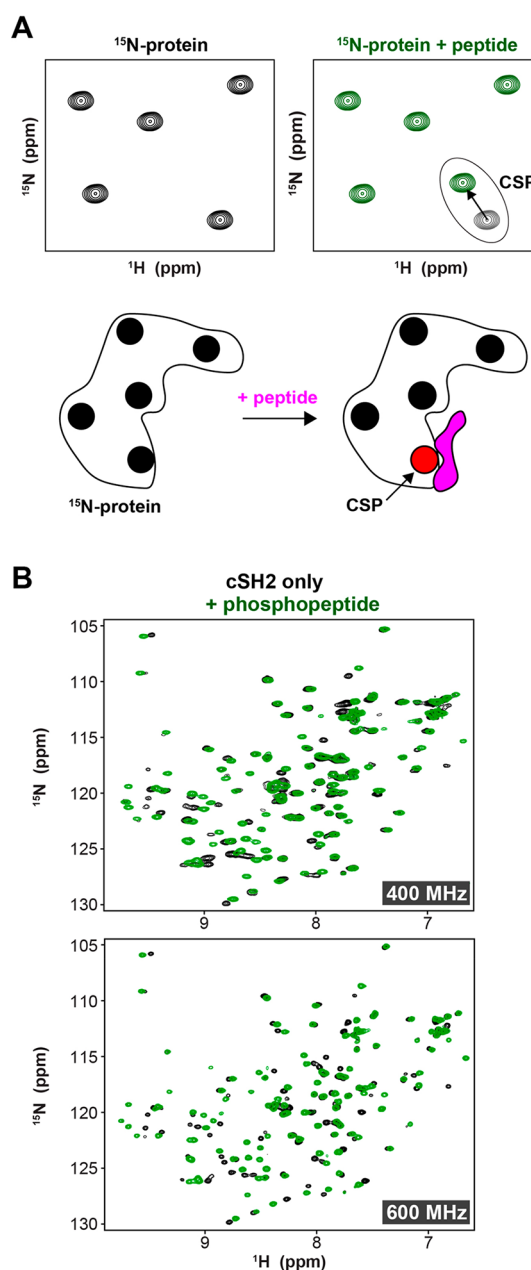 A
¹⁵N-protein
¹⁵N-protein + peptide
¹⁵N (ppm)
¹⁵N (ppm)
CSP
¹H (ppm)
¹H (ppm)
+ peptide
¹⁵N-protein
CSP
B
cSH2 only
+ phosphopeptide
105
110
115
120
125
130
¹⁵N (ppm)
400 MHz
9
8
7
105
110
115
120
125
130
¹⁵N (ppm)
600 MHz
9
8
7
¹H (ppm)